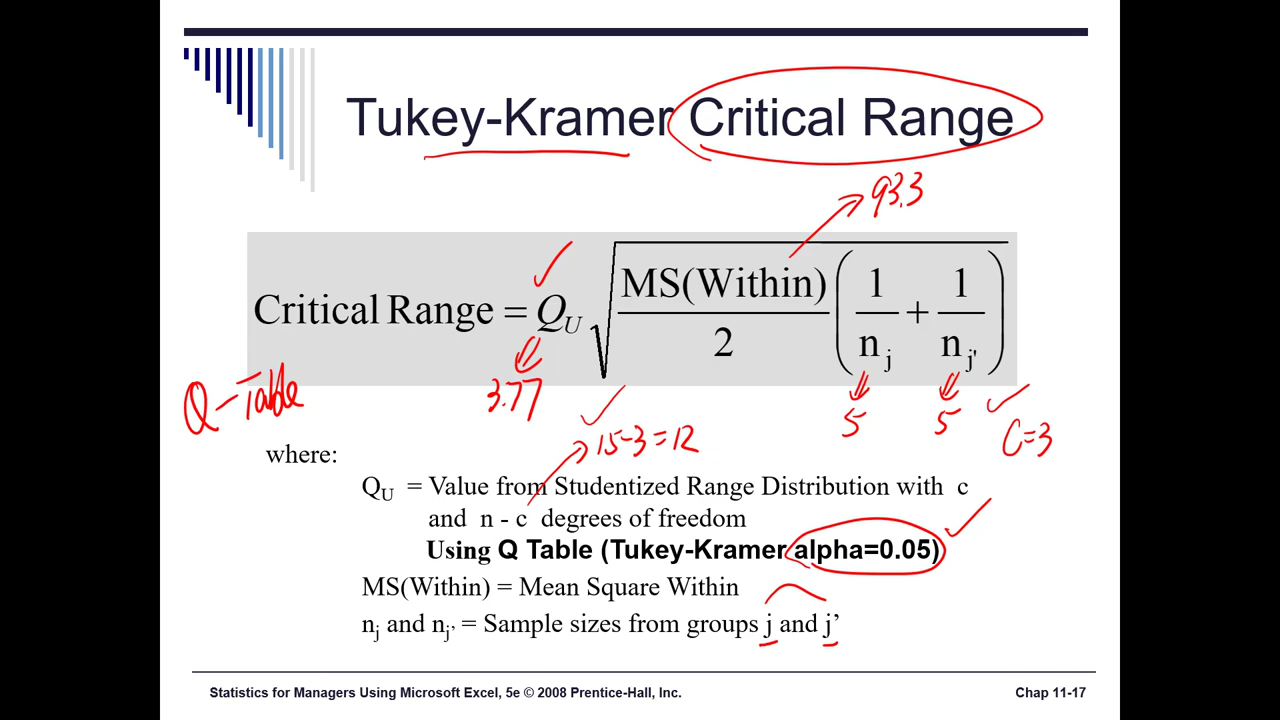 Tukey-Kramer Critical Range
93.3
Critical Range = Q_U √( MS(Within)/2 ( 1/n_j + 1/n_j' ) )
3.77
5
5
Q-Table
C=3
15-3=12
where:
Q_U = Value from Studentized Range Distribution with c
and n - c degrees of freedom
Using Q Table (Tukey-Kramer alpha=0.05)
MS(Within) = Mean Square Within
n_j and n_j’ = Sample sizes from groups j and j’
Statistics for Managers Using Microsoft Excel, 5e © 2008 Prentice-Hall, Inc.
Chap 11-17